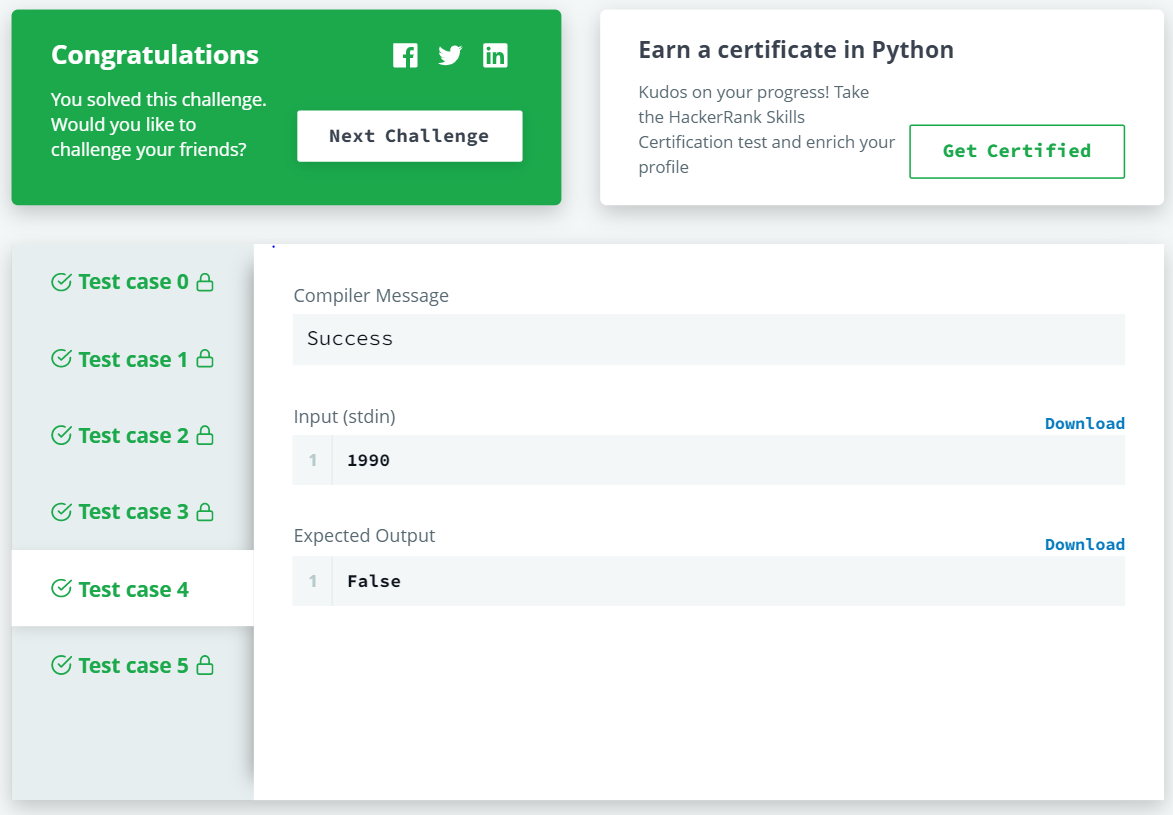 Congratulations
You solved this challenge.
Would you like to
challenge your friends?
Next Challenge
Earn a certificate in Python
Kudos on your progress! Take
the HackerRank Skills
Certification test and enrich your
profile
Get Certified
Test case 0
Test case 1
Test case 2
Test case 3
Test case 4
Test case 5
Compiler Message
Success
Input (stdin)
Download
1 1990
Expected Output
Download
1 False